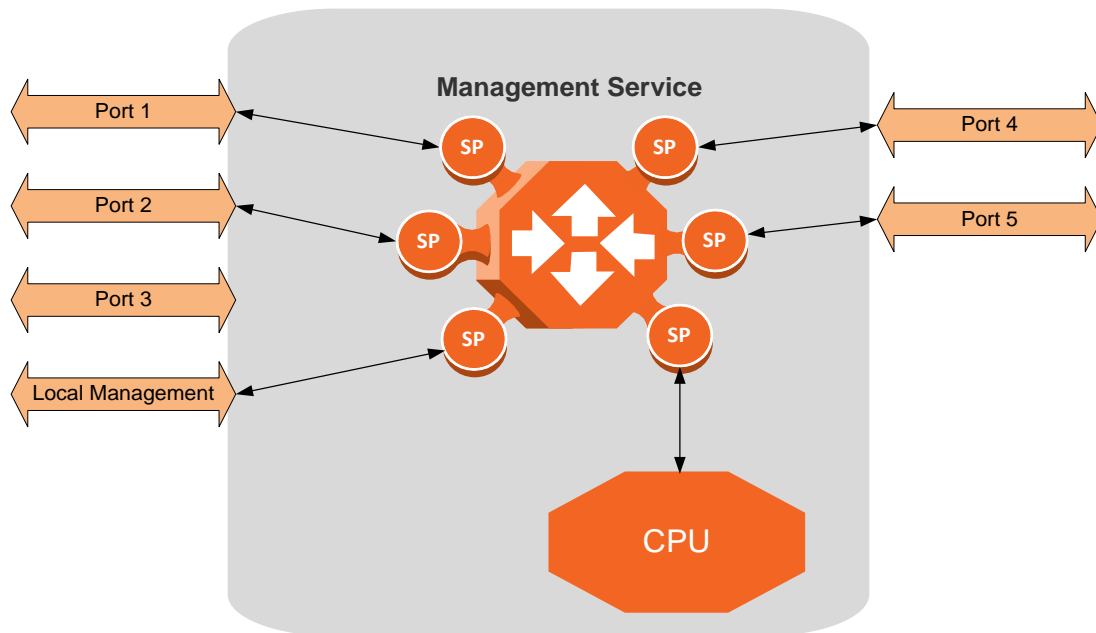 Management Service
Port 1
Port 4
SP
SP
Port 2
Port 5
SP
SP
Port 3
SP
SP
Local Management
CPU